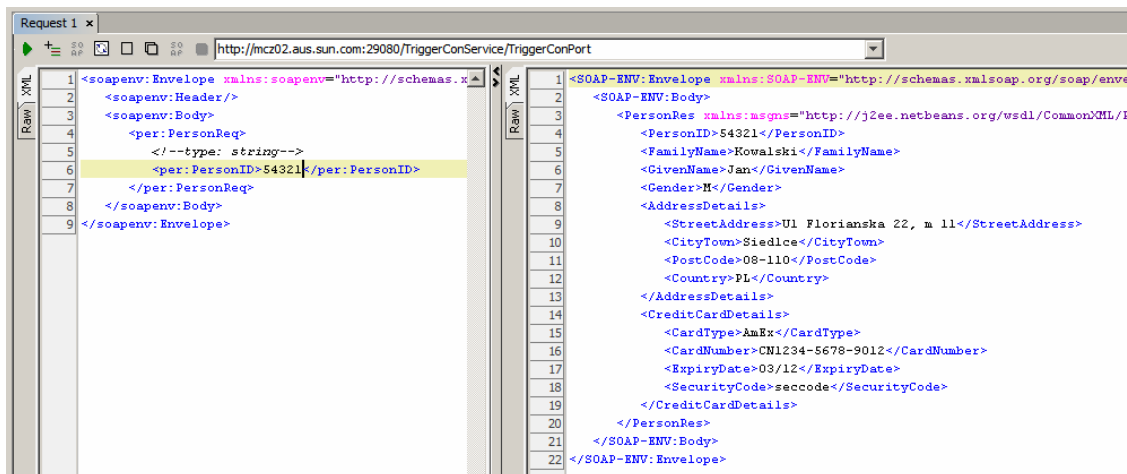 Request 1 ×
SO AP
SO AP
http://mcz02.aus.sun.com:29080/TriggerConService/TriggerConPort
XML
Raw
1 <soapenv:Envelope xmlns:soapenv="http://schemas.x
2 <soapenv:Header/>
3 <soapenv:Body>
4 <per:PersonReq>
5 <!--type: string-->
6 <per:PersonID>54321</per:PersonID>
7 </per:PersonReq>
8 </soapenv:Body>
9 </soapenv:Envelope>
XML
Raw
1 <SOAP-ENV:Envelope xmlns:SOAP-ENV="http://schemas.xmlsoap.org/soap/enve
2 <SOAP-ENV:Body>
3 <PersonRes xmlns:msgns="http://j2ee.netbeans.org/wsdl/CommonXML/P
4 <PersonID>54321</PersonID>
5 <FamilyName>Kowalski</FamilyName>
6 <GivenName>Jan</GivenName>
7 <Gender>M</Gender>
8 <AddressDetails>
9 <StreetAddress>Ul Florianska 22, m 11</StreetAddress>
10 <CityTown>Siedlce</CityTown>
11 <PostCode>08-110</PostCode>
12 <Country>PL</Country>
13 </AddressDetails>
14 <CreditCardDetails>
15 <CardType>AmEx</CardType>
16 <CardNumber>CN1234-5678-9012</CardNumber>
17 <ExpiryDate>03/12</ExpiryDate>
18 <SecurityCode>seccode</SecurityCode>
19 </CreditCardDetails>
20 </PersonRes>
21 </SOAP-ENV:Body>
22 </SOAP-ENV:Envelope>